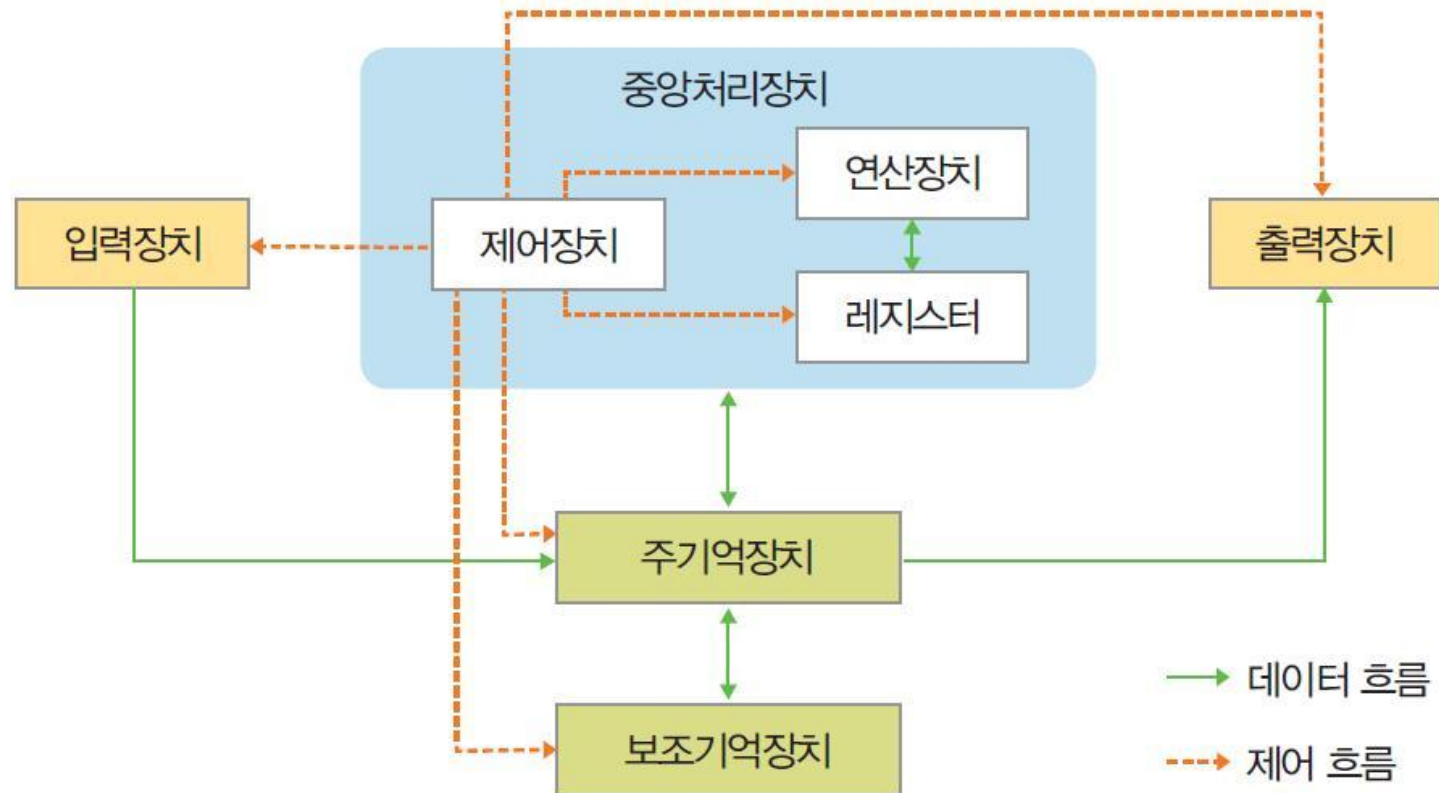 중앙처리장치
연산장치
입력장치
제어장치
출력장치
레지스터
주기억장치
보조기억장치
데이터 흐름
제어 흐름